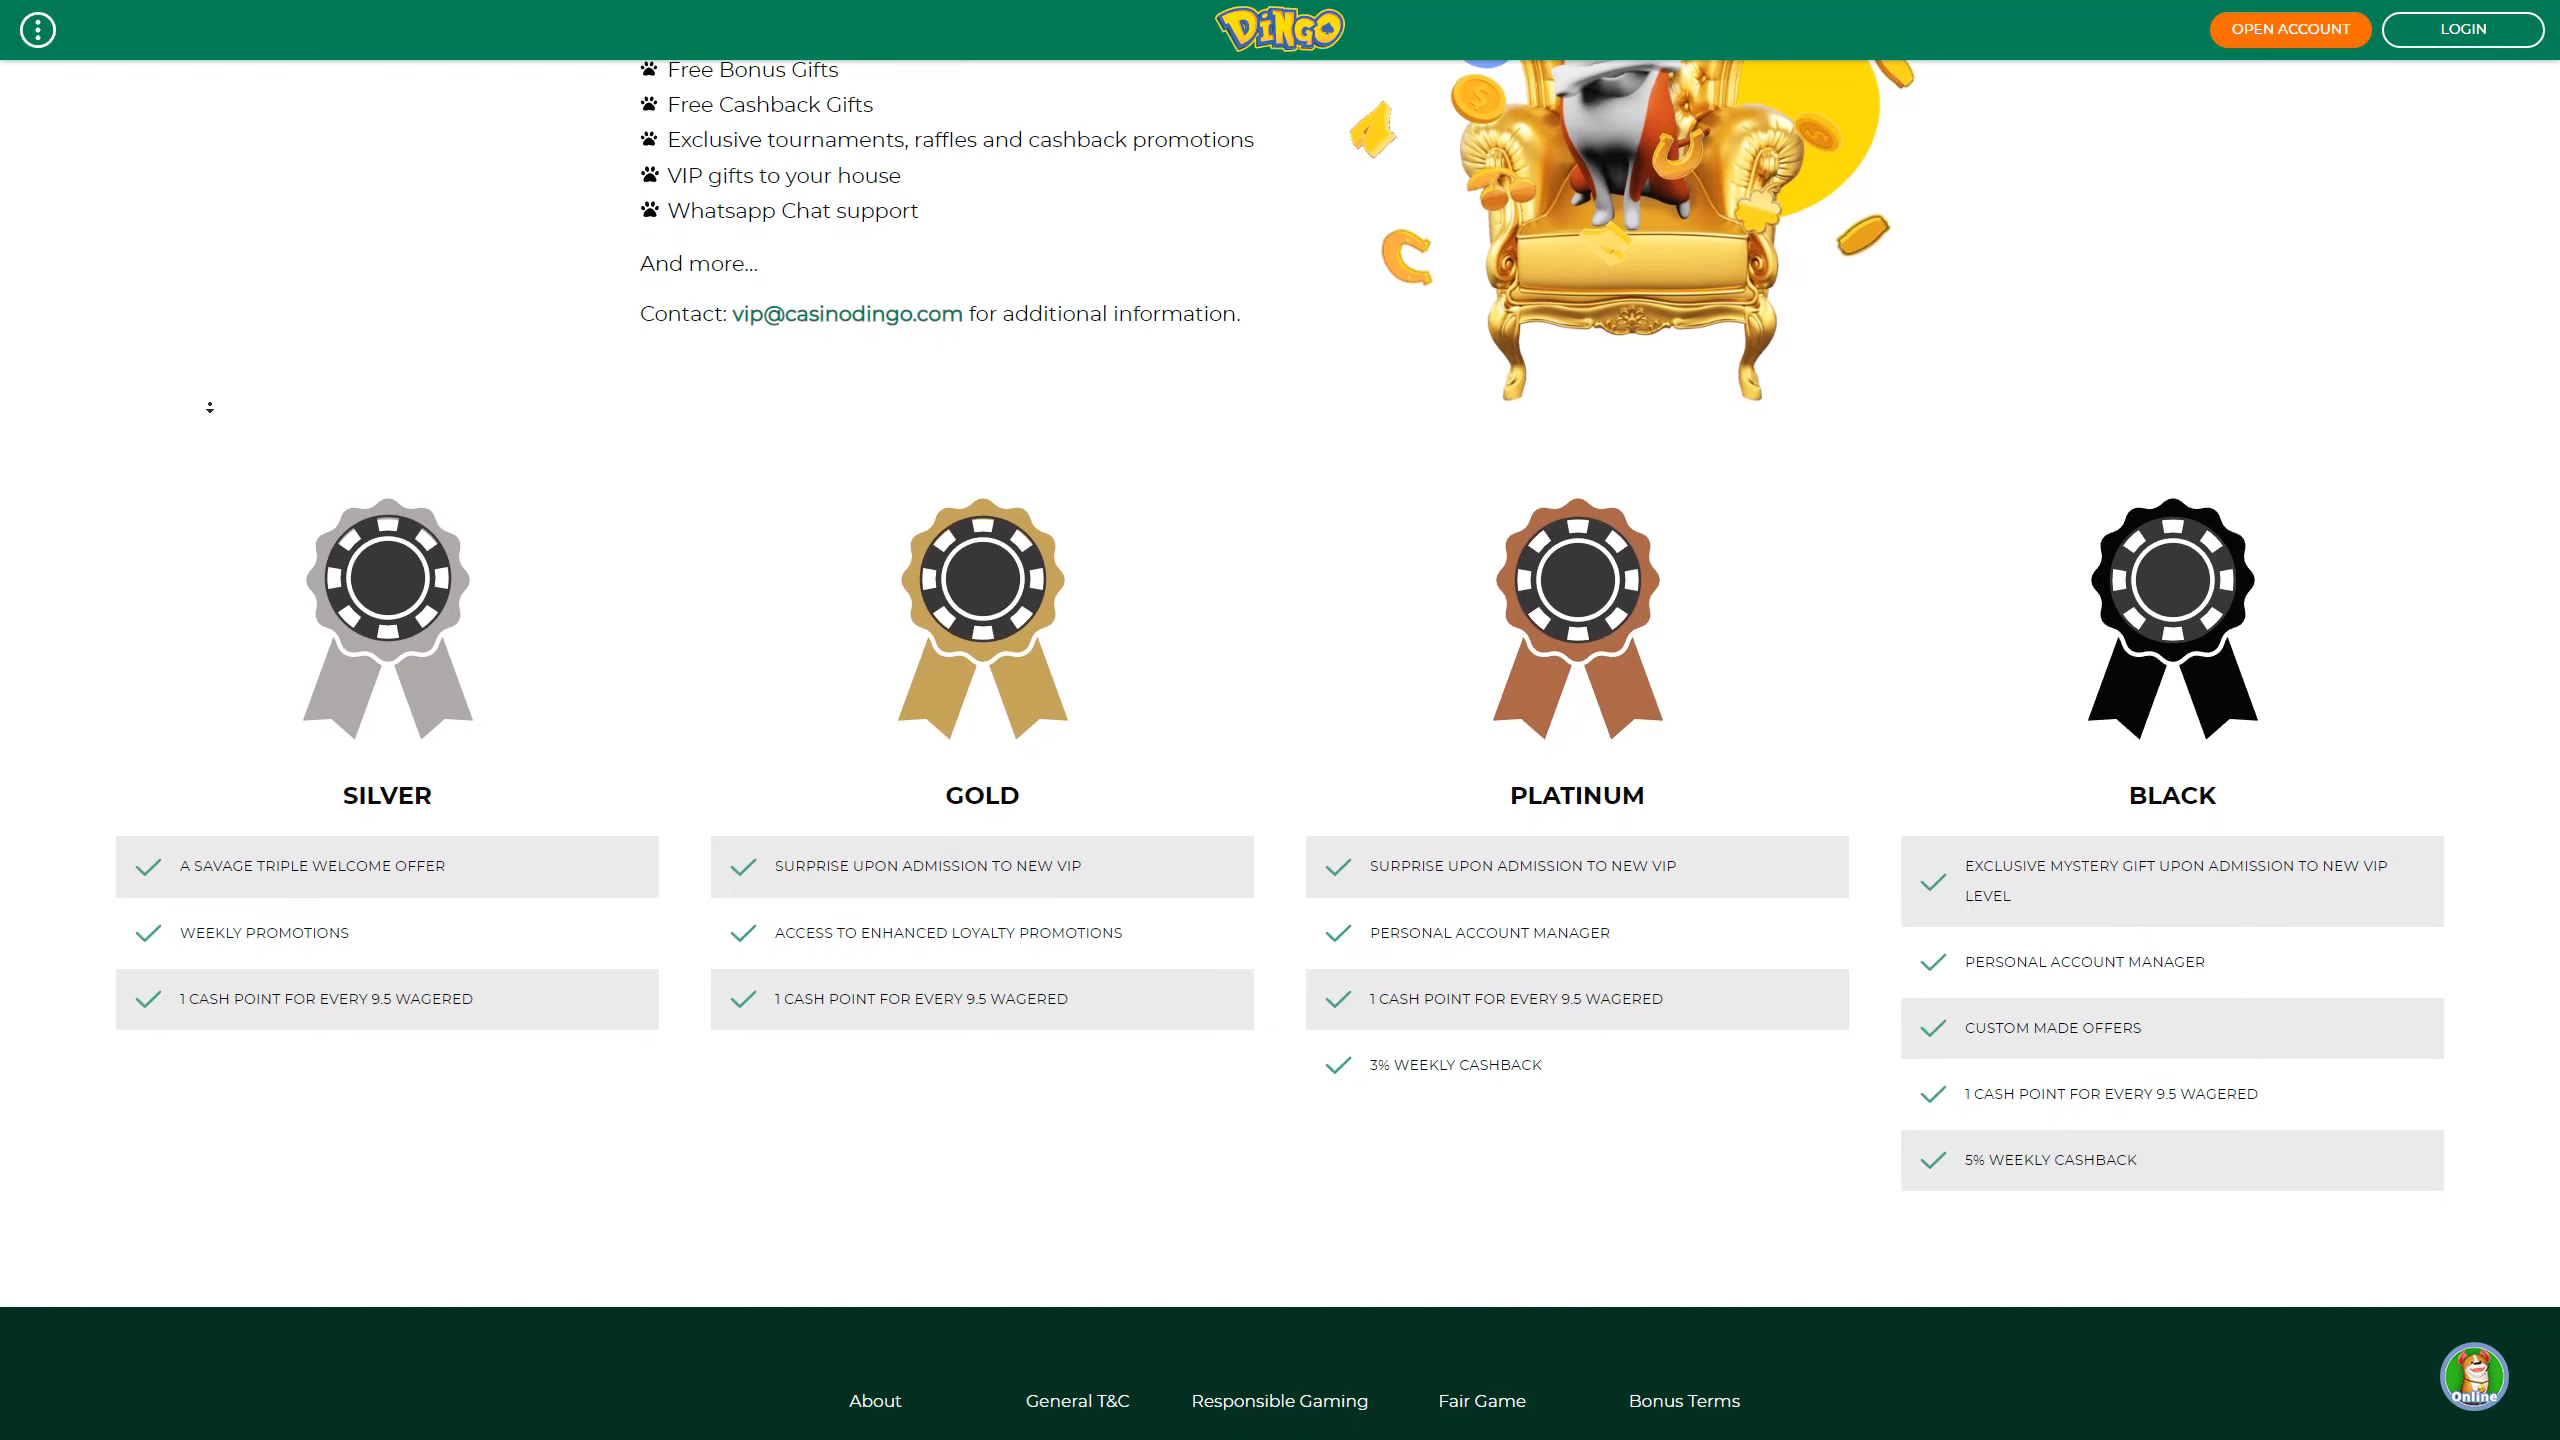 DINGO
OPEN ACCOUNT
LOGIN
Free Bonus Gifts
Free Cashback Gifts
Exclusive tournaments, raffles and cashback promotions
VIP gifts to your house
Whatsapp Chat support
And more...
Contact: vip@casinodingo.com for additional information.
SILVER
A SAVAGE TRIPLE WELCOME OFFER
WEEKLY PROMOTIONS
1 CASH POINT FOR EVERY 9.5 WAGERED
GOLD
SURPRISE UPON ADMISSION TO NEW VIP
ACCESS TO ENHANCED LOYALTY PROMOTIONS
1 CASH POINT FOR EVERY 9.5 WAGERED
PLATINUM
SURPRISE UPON ADMISSION TO NEW VIP
PERSONAL ACCOUNT MANAGER
1 CASH POINT FOR EVERY 9.5 WAGERED
3% WEEKLY CASHBACK
BLACK
EXCLUSIVE MYSTERY GIFT UPON ADMISSION TO NEW VIP
LEVEL
PERSONAL ACCOUNT MANAGER
CUSTOM MADE OFFERS
1 CASH POINT FOR EVERY 9.5 WAGERED
5% WEEKLY CASHBACK
About
General T&C
Responsible Gaming
Fair Game
Bonus Terms
Online